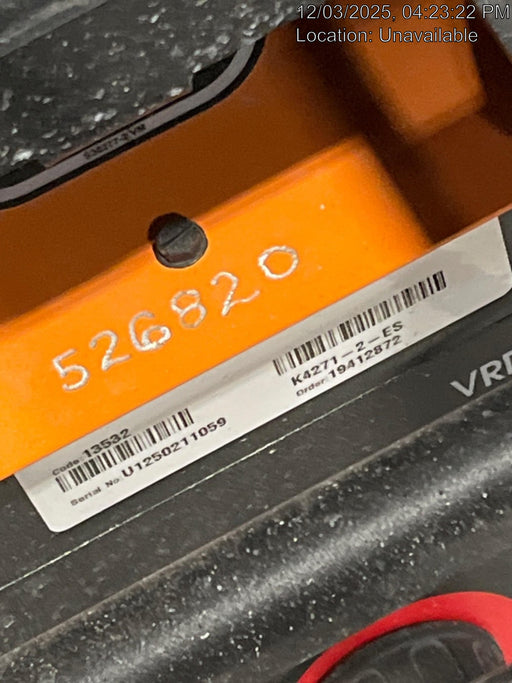 12/03/2025, 04:23:22 PM
Location: Unavailable
526820
K4271-2-ES
Order: 19412872
Code: 13532
Serial No: U1250211059